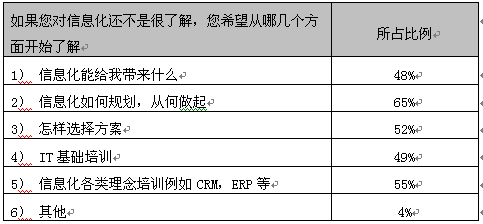 如果您对信息化还不是很了解，您希望从哪几个方
面开始了解
所占比例
1） 信息化能给我带来什么 48%
2） 信息化如何规划，从何做起 65%
3） 怎样选择方案 52%
4） IT基础培训 49%
5） 信息化各类理念培训例如 CRM，ERP 等 55%
6） 其他 4%